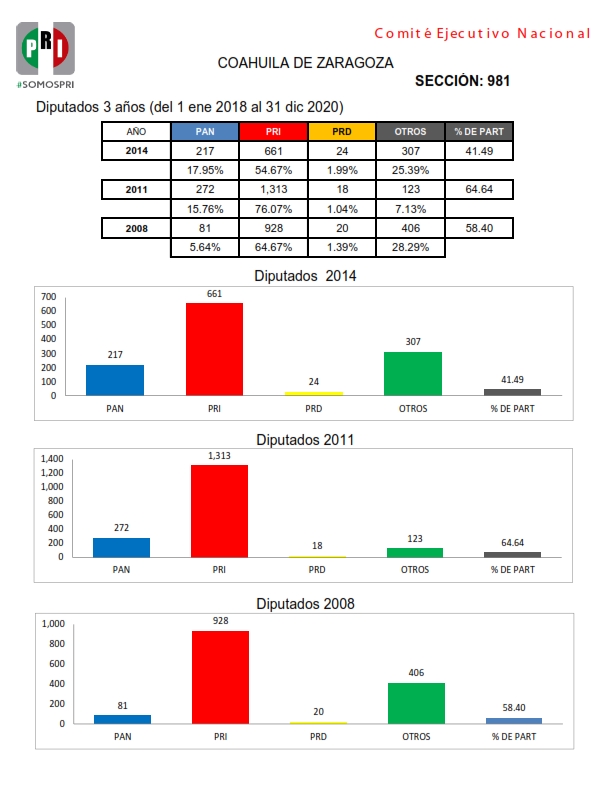 Comité Ejecutivo Nacional
PRI
#SOMOSPRI
COAHUILA DE ZARAGOZA
SECCIÓN: 981
Diputados 3 años (del 1 ene 2018 al 31 dic 2020)
AÑO PAN PRI PRD OTROS % DE PART
2014 217 661 24 307 41.49
17.95% 54.67% 1.99% 25.39%
2011 272 1,313 18 123 64.64
15.76% 76.07% 1.04% 7.13%
2008 81 928 20 406 58.40
5.64% 64.67% 1.39% 28.29%
Diputados 2014
700
600
500
400
300
200
100
0
217
661
24
307
41.49
PAN PRI PRD OTROS % DE PART
Diputados 2011
1,400
1,200
1,000
800
600
400
200
0
272
1,313
18
123
64.64
PAN PRI PRD OTROS % DE PART
Diputados 2008
1,000
800
600
400
200
0
81
928
20
406
58.40
PAN PRI PRD OTROS % DE PART